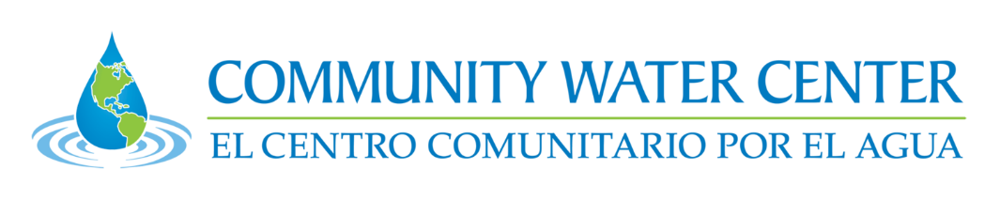 COMMUNITY WATER CENTER
EL CENTRO COMUNITARIO POR EL AGUA